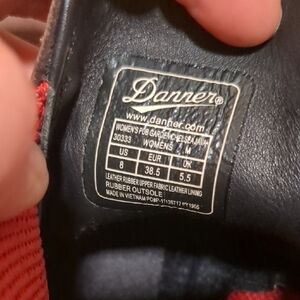 Danner®
www.danner.com
WOMEN'S PUB GARDEN CHELSEA JAVA
30333 WOMENS M
US EUR UK
8 38.5 5.5
LEATHER/RUBBER UPPER FABRIC/LEATHER LINING
RUBBER OUTSOLE
MADE IN VIETNAM